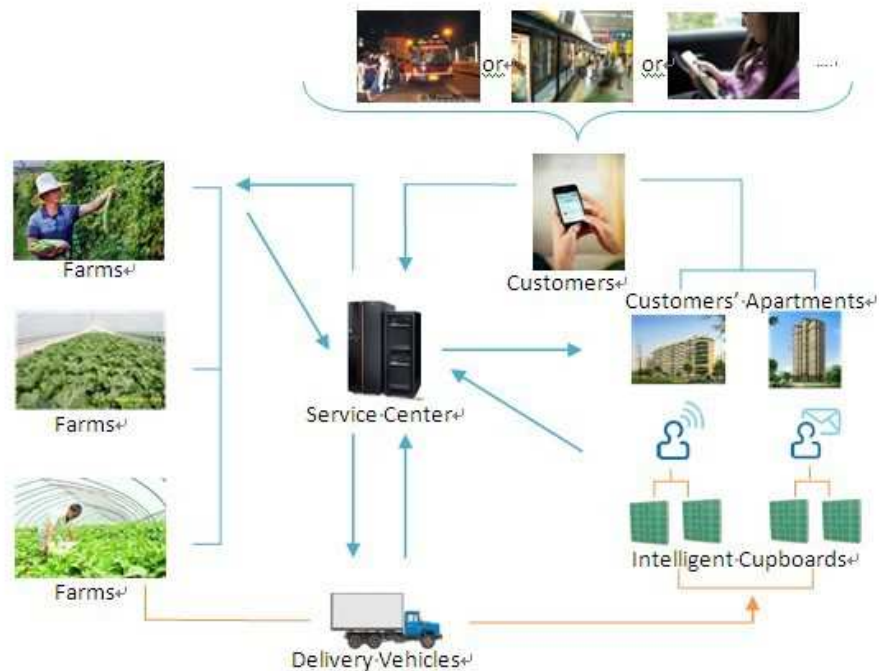 or↵ or↵ ......
Farms↵
Customers↵
Customers'·Apartments↵
Farms↵
Service·Center↵
Intelligent·Cupboards↵
Farms↵
Delivery·Vehicles↵